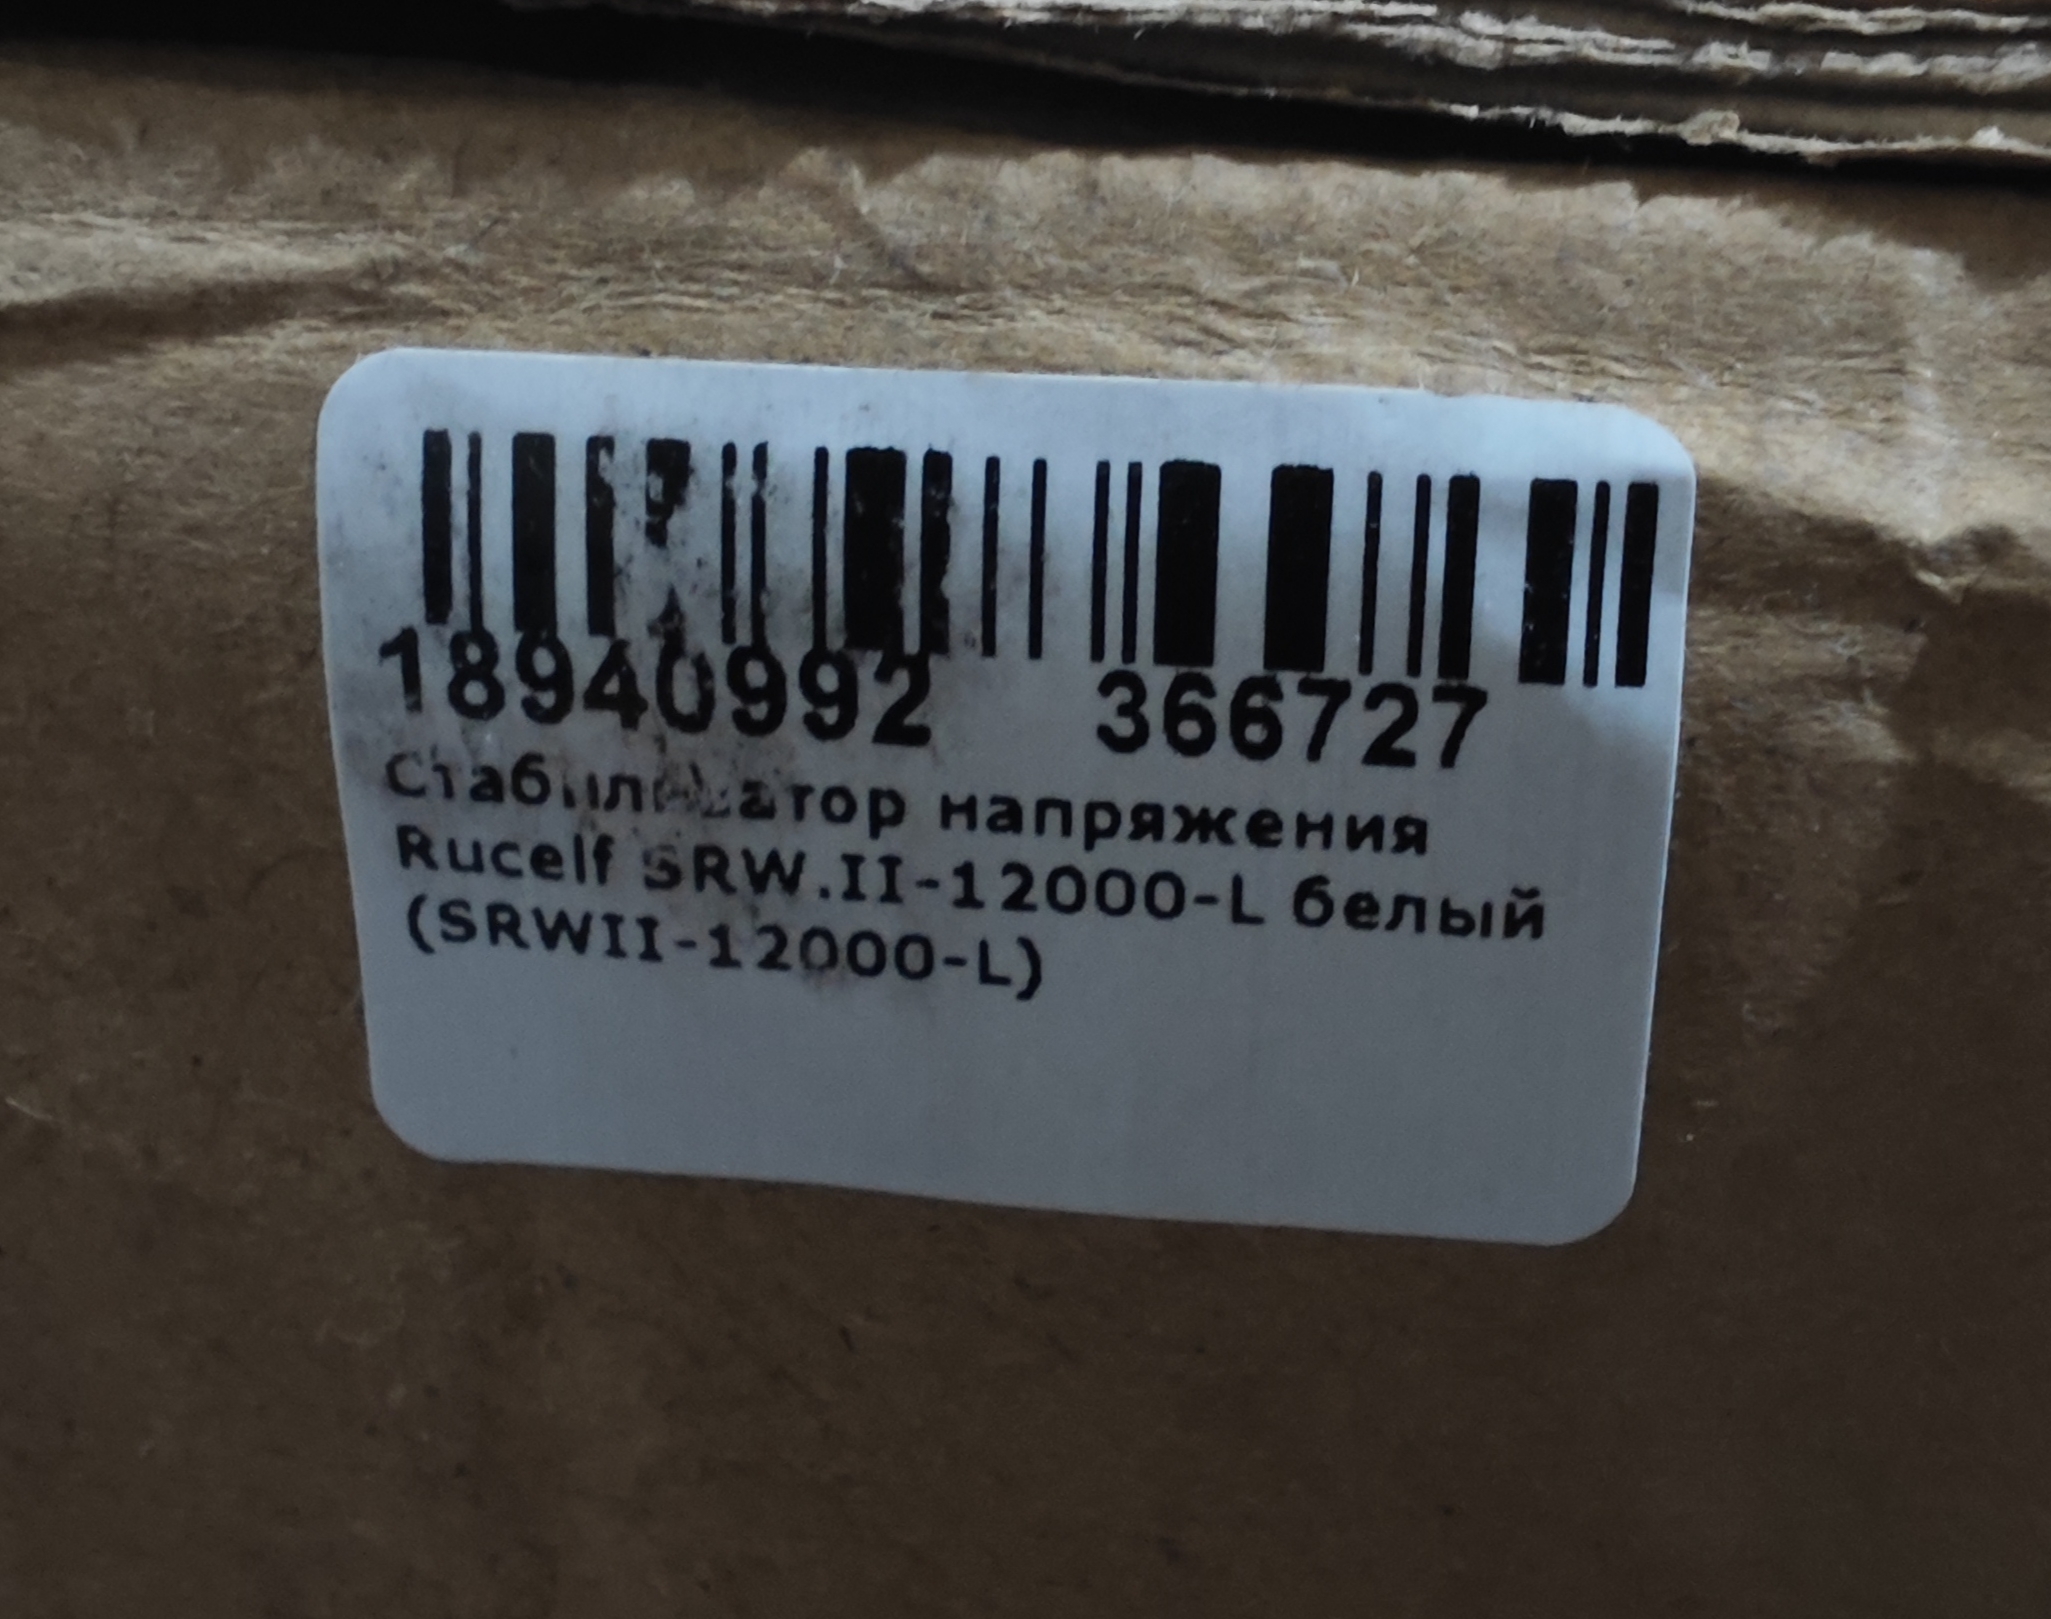 18940992 366727
Стабилизатор напряжения
Rucelf SRW.II-12000-L белый
(SRWII-12000-L)